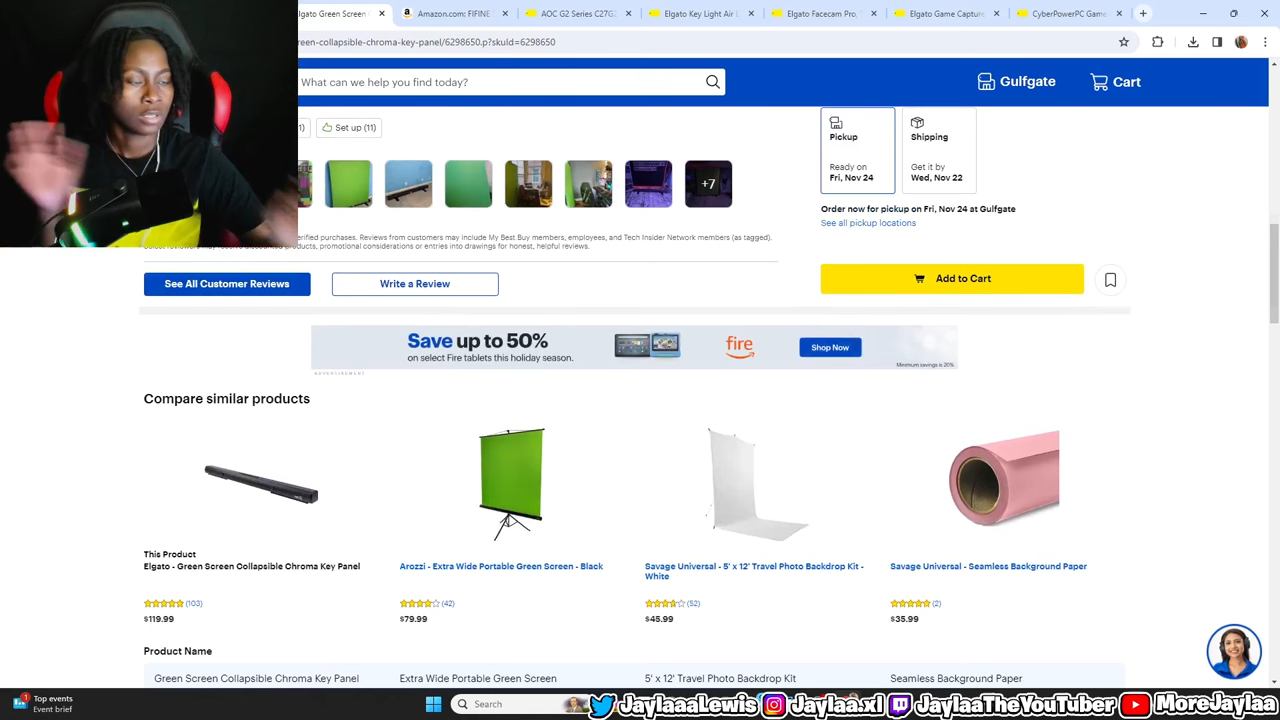 lgato Green Screen
Amazon.com FINE
AOC G2 Series C27G
Elgato Key Light A
Elgato Facecam Pro,
Elgato Game Capture
CyberPowerPC Game
reen-collapsible-chroma-key-panel/6298650.p?skuId=6298650
What can we help you find today?
Gulfgate
Cart
1)
Set up (11)
Pickup
Ready on
Fri, Nov 24
Shipping
Get it by
Wed, Nov 22
+7
Order now for pickup on Fri, Nov 24 at Gulfgate
See all pickup locations
erified purchases. Reviews from customers may include My Best Buy members, employees, and Tech Insider Network members (as tagged).
Select reviewers may receive discounted products, promotional considerations or entries into drawings for honest, helpful reviews.
See All Customer Reviews
Write a Review
Add to Cart
Save up to 50%
on select Fire tablets this holiday season.
fire
Shop Now
Minimum savings is 20%
ADVERTISEMENT
Compare similar products
This Product
Elgato - Green Screen Collapsible Chroma Key Panel
(103)
$119.99
Arozzi - Extra Wide Portable Green Screen - Black
(42)
$79.99
Savage Universal - 5' x 12' Travel Photo Backdrop Kit -
White
(52)
$45.99
Savage Universal - Seamless Background Paper
(2)
$35.99
Product Name
Green Screen Collapsible Chroma Key Panel
Extra Wide Portable Green Screen
5' x 12' Travel Photo Backdrop Kit
Seamless Background Paper
1
Top events
Event brief
Search
JaylaaaLewis
Jaylaa.xl
JaylaaTheYouTuber
MoreJaylaa